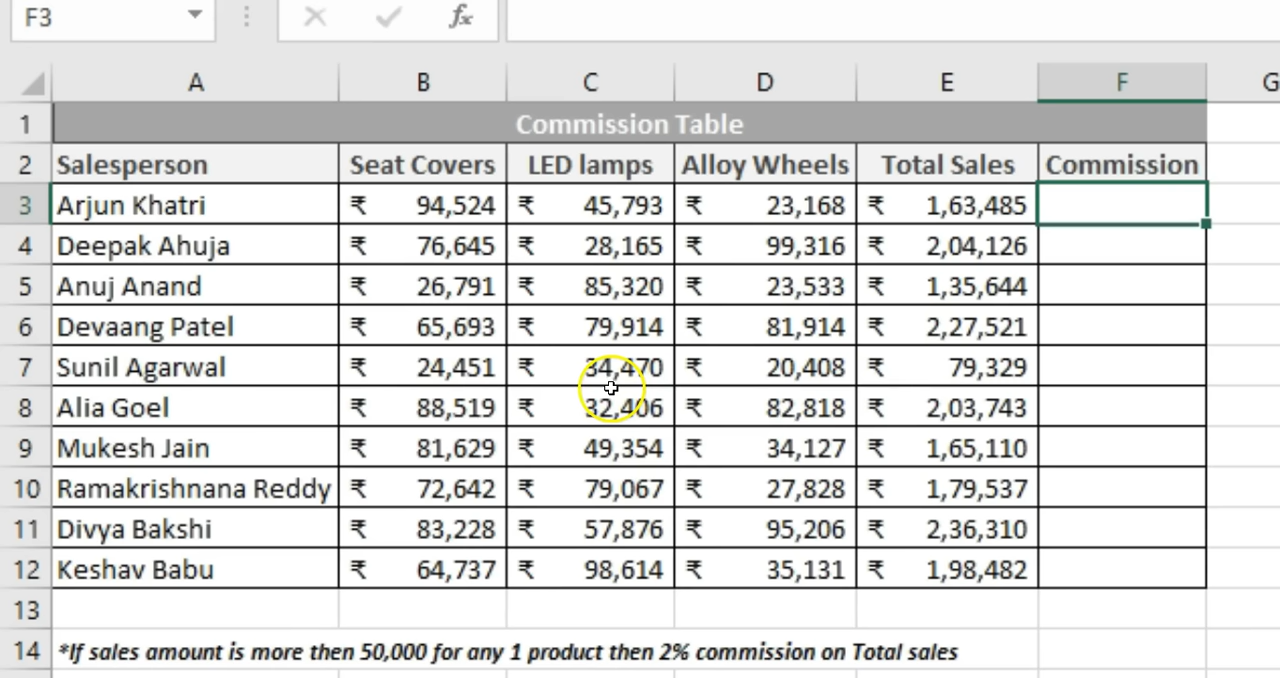 F3 fx
A B C D E F G
1 Commission Table
2 Salesperson Seat Covers LED lamps Alloy Wheels Total Sales Commission
3 Arjun Khatri ₹ 94,524 ₹ 45,793 ₹ 23,168 ₹ 1,63,485
4 Deepak Ahuja ₹ 76,645 ₹ 28,165 ₹ 99,316 ₹ 2,04,126
5 Anuj Anand ₹ 26,791 ₹ 85,320 ₹ 23,533 ₹ 1,35,644
6 Devaang Patel ₹ 65,693 ₹ 79,914 ₹ 81,914 ₹ 2,27,521
7 Sunil Agarwal ₹ 24,451 ₹ 34,470 ₹ 20,408 ₹ 79,329
8 Alia Goel ₹ 88,519 ₹ 32,406 ₹ 82,818 ₹ 2,03,743
9 Mukesh Jain ₹ 81,629 ₹ 49,354 ₹ 34,127 ₹ 1,65,110
10 Ramakrishnana Reddy ₹ 72,642 ₹ 79,067 ₹ 27,828 ₹ 1,79,537
11 Divya Bakshi ₹ 83,228 ₹ 57,876 ₹ 95,206 ₹ 2,36,310
12 Keshav Babu ₹ 64,737 ₹ 98,614 ₹ 35,131 ₹ 1,98,482
13
14 *If sales amount is more then 50,000 for any 1 product then 2% commission on Total sales